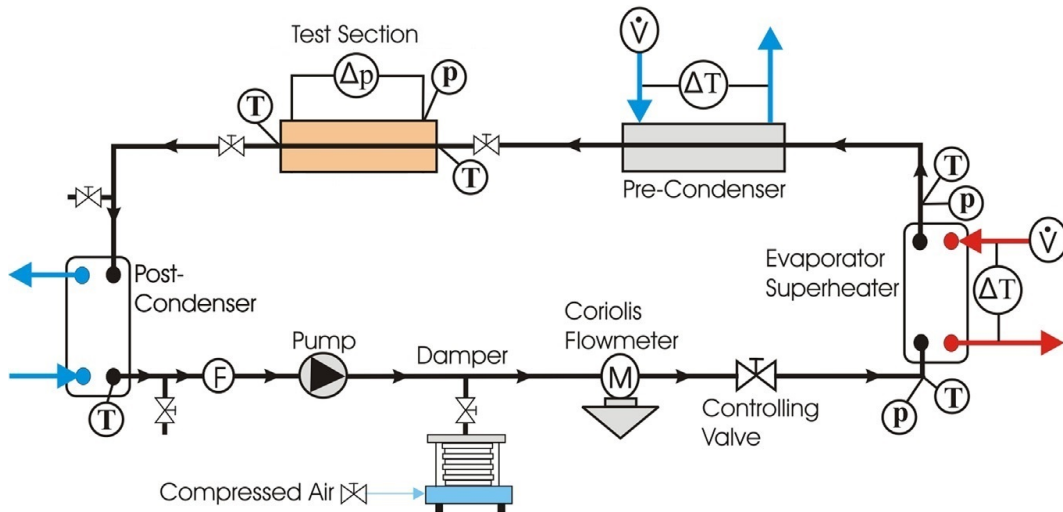 Test Section
V̇
Δp
p
ΔT
T
T
Pre-Condenser
T
p
Post-
Condenser
Evaporator
Superheater
V̇
ΔT
Coriolis
Flowmeter
Pump
Damper
F
M
T
Controlling
Valve
p
T
Compressed Air